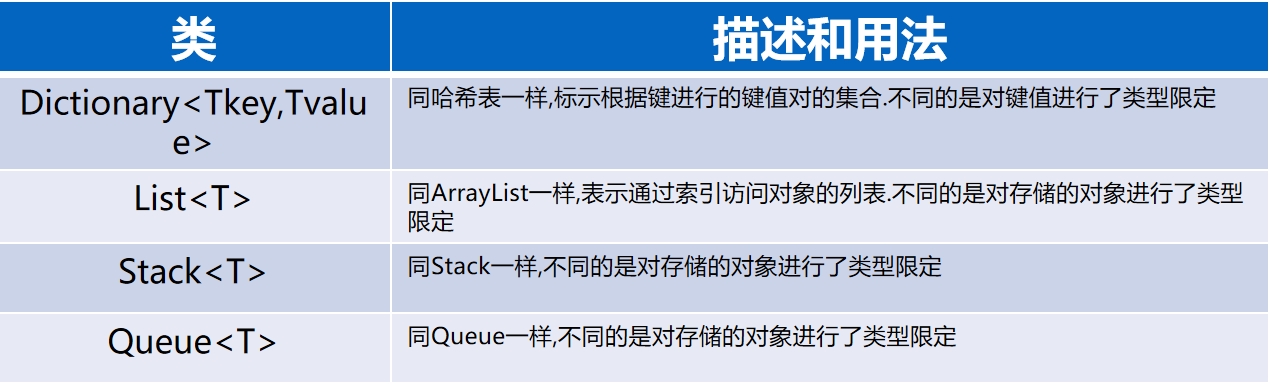 类
描述和用法
Dictionary<Tkey,Tvalu
e>
同哈希表一样,标示根据键进行的键值对的集合.不同的是对键值进行了类型限定
List<T>
同ArrayList一样,表示通过索引访问对象的列表.不同的是对存储的对象进行了类型
限定
Stack<T>
同Stack一样,不同的是对存储的对象进行了类型限定
Queue<T>
同Queue一样,不同的是对存储的对象进行了类型限定